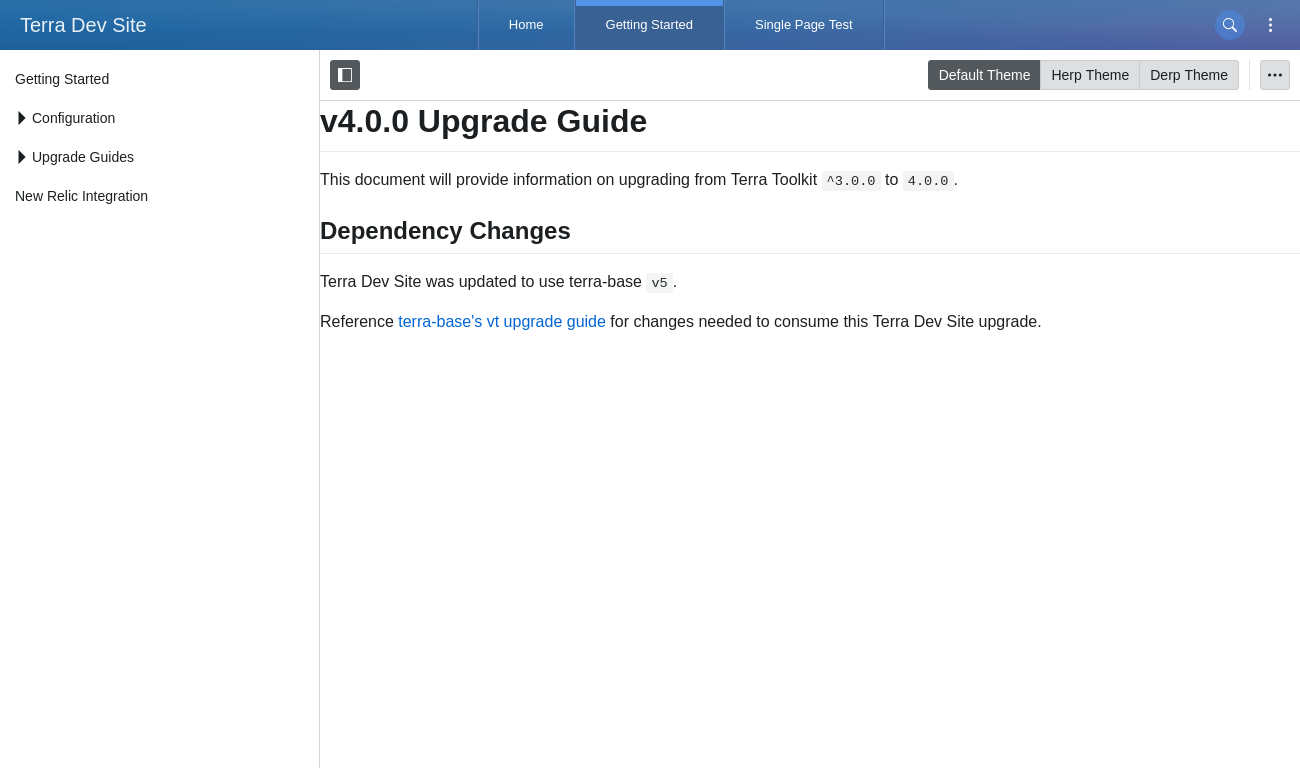 Terra Dev Site
Home
Getting Started
Single Page Test
Getting Started
Configuration
Upgrade Guides
New Relic Integration
Default Theme
Herp Theme
Derp Theme
v4.0.0 Upgrade Guide
This document will provide information on upgrading from Terra Toolkit ^3.0.0 to 4.0.0.
Dependency Changes
Terra Dev Site was updated to use terra-base v5.
Reference terra-base's vt upgrade guide for changes needed to consume this Terra Dev Site upgrade.